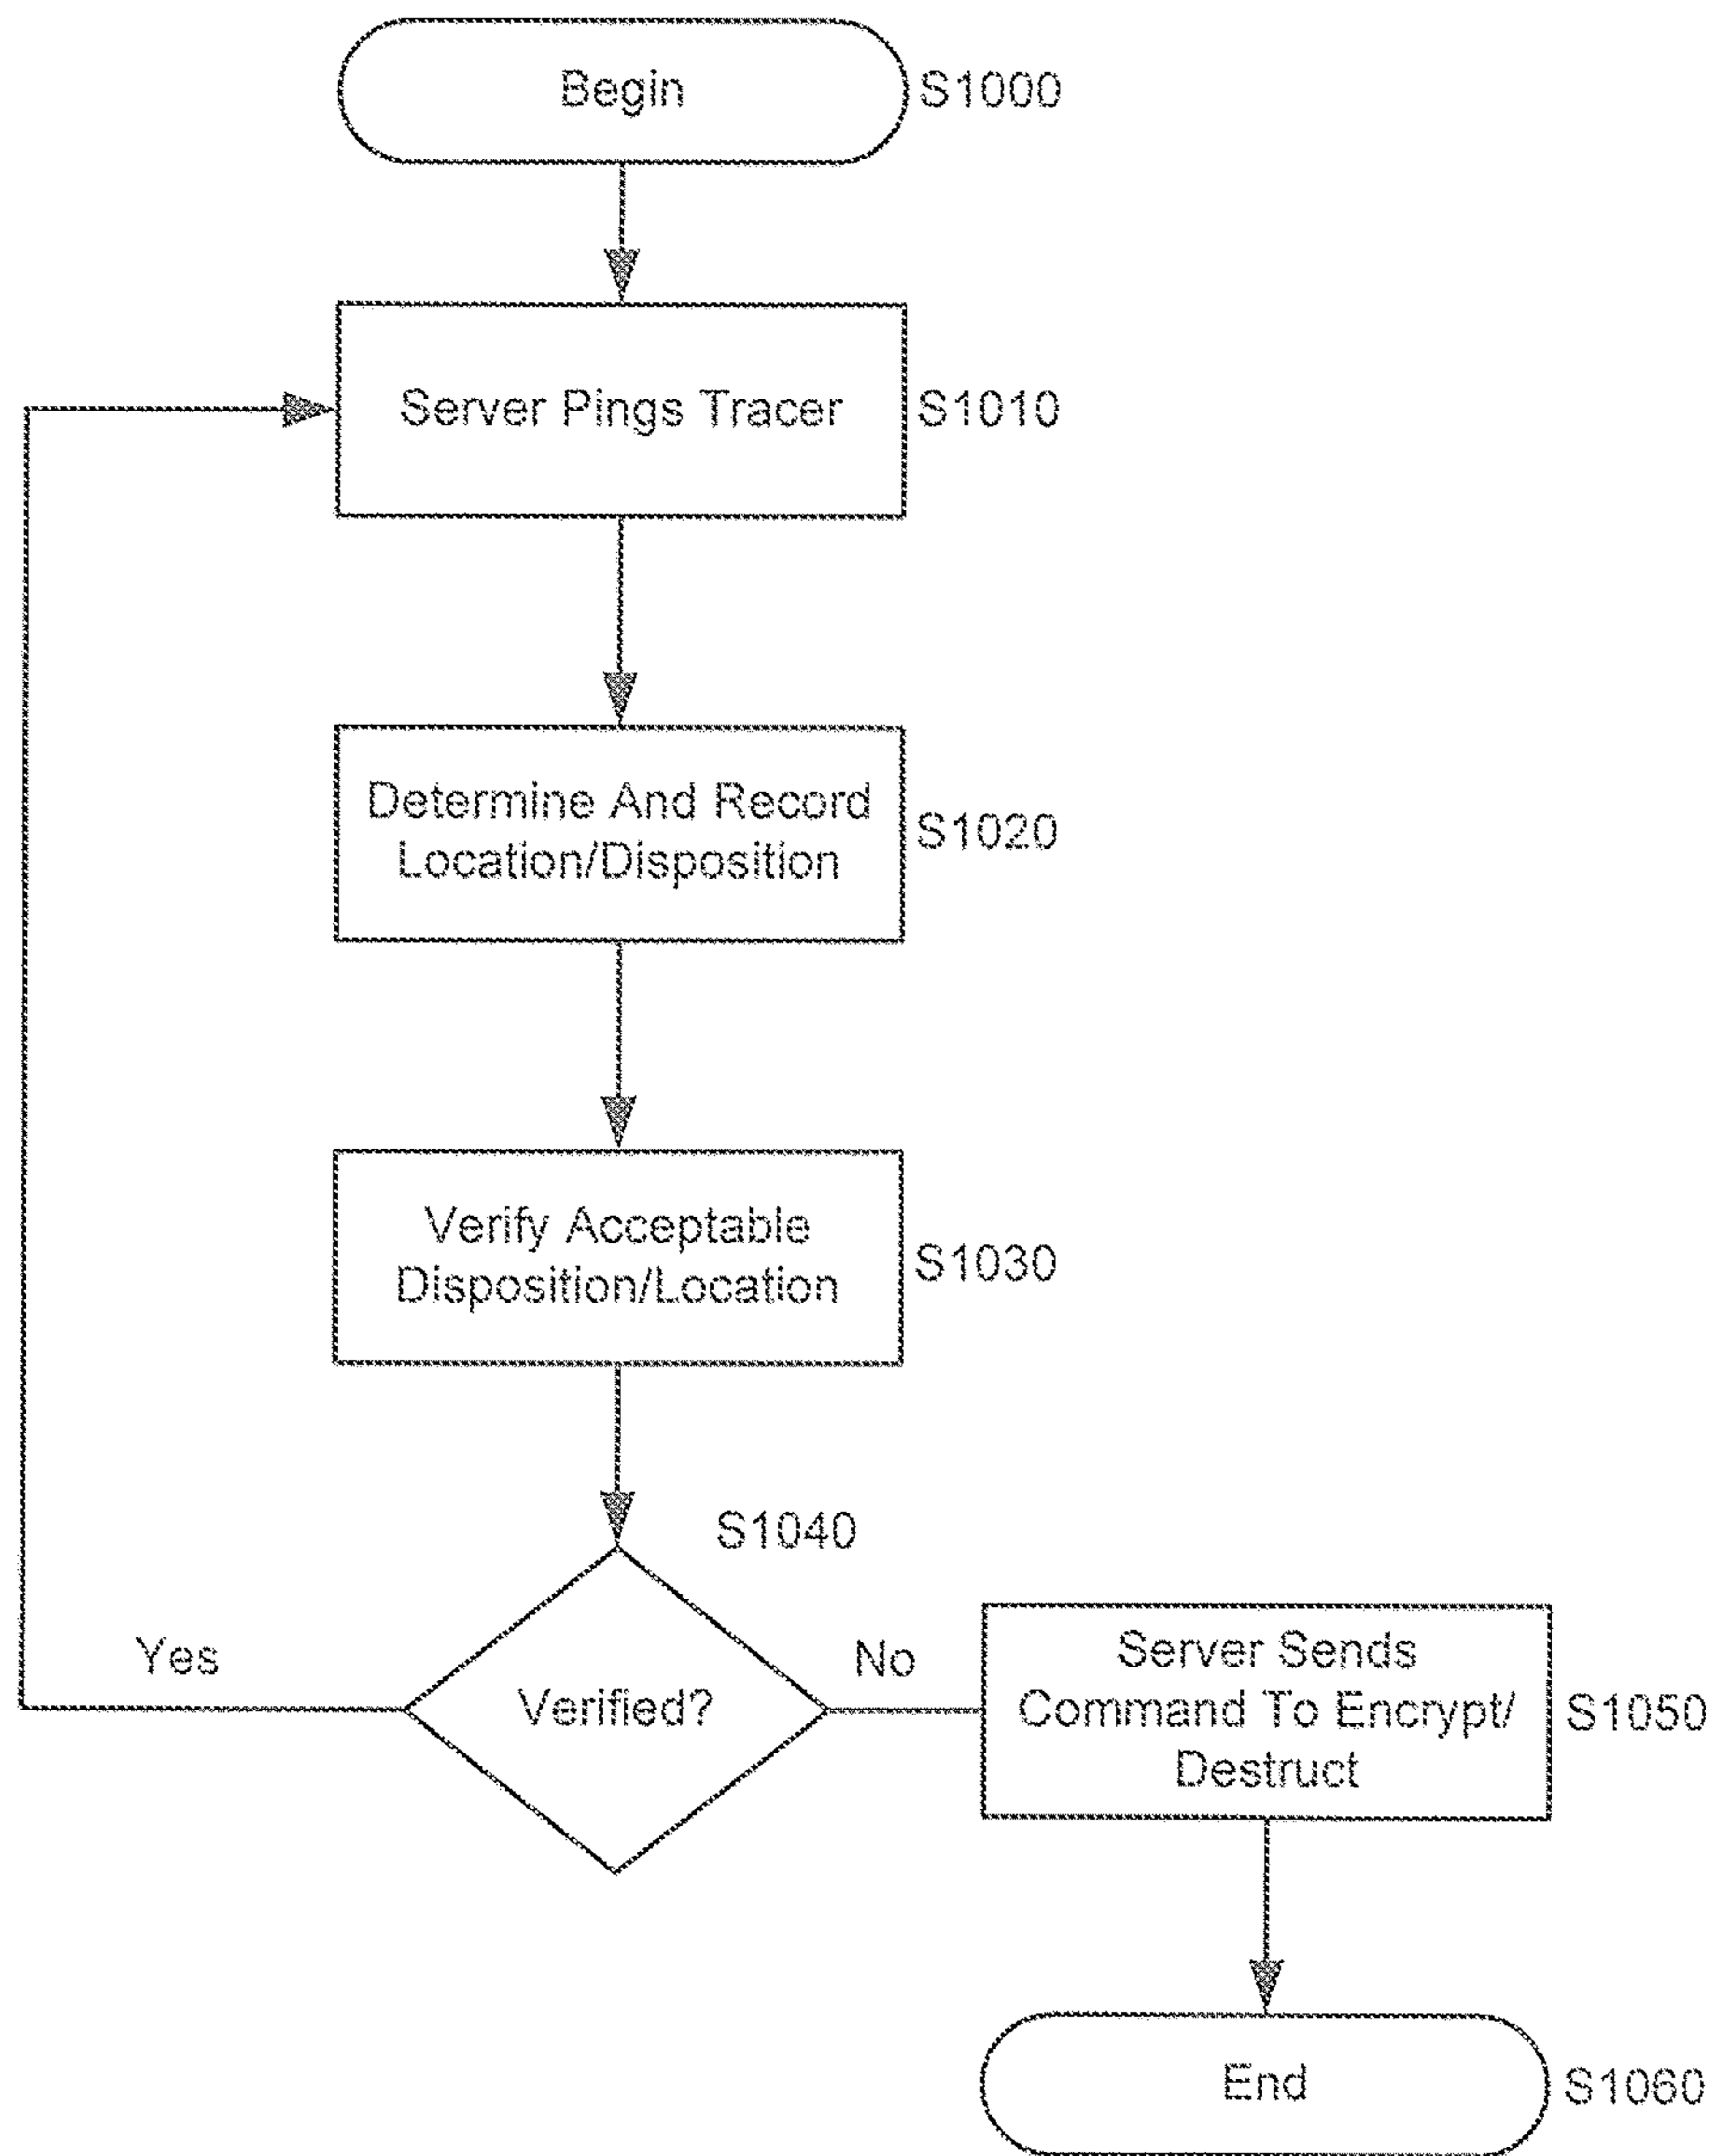 Begin
S1000
Server Pings Tracer
S1010
Determine And Record
Location/Disposition
S1020
Verify Acceptable
Disposition/Location
S1030
S1040
Yes
Verified?
No
Server Sends
Command To Encrypt/
Destruct
S1050
End
S1060